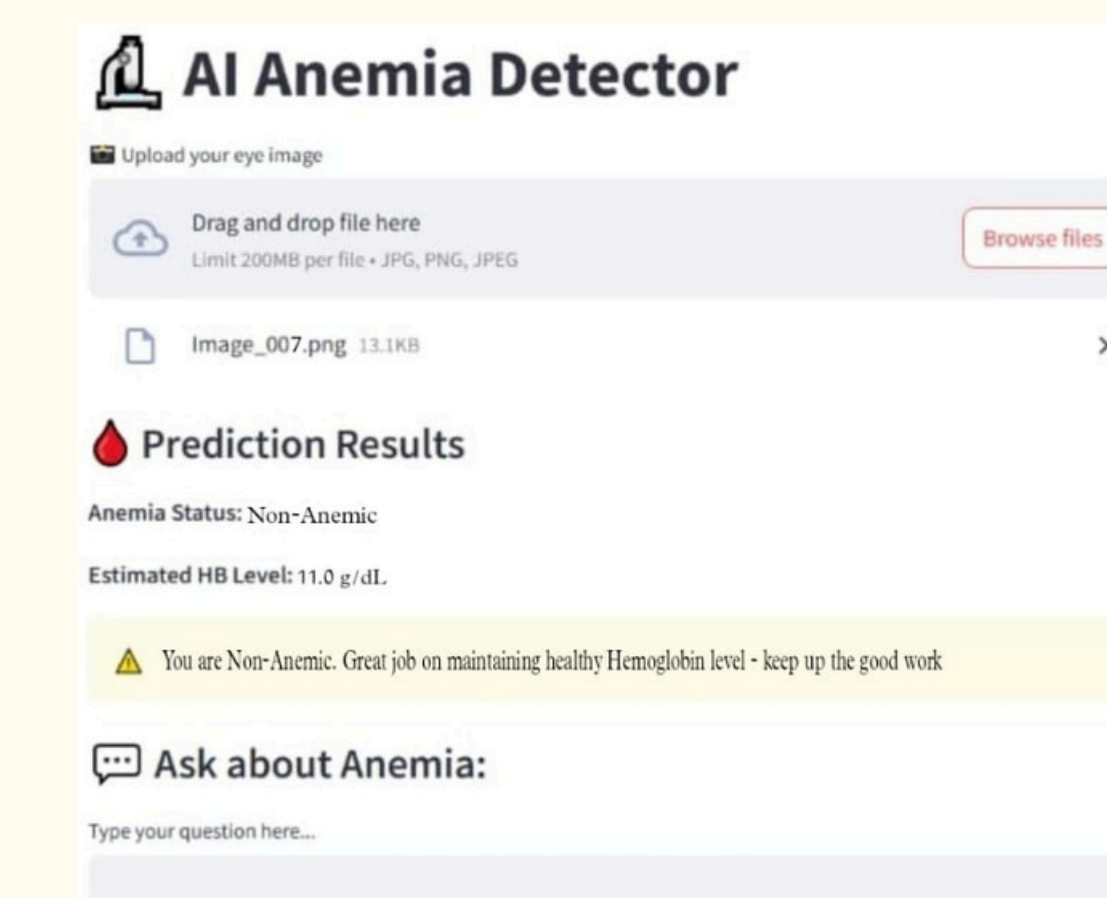 AI Anemia Detector
Upload your eye image
Drag and drop file here
Limit 200MB per file • JPG, PNG, JPEG
Browse files
Image_007.png 13.1KB
Prediction Results
Anemia Status: Non-Anemic
Estimated HB Level: 11.0 g/dL
You are Non-Anemic. Great job on maintaining healthy Hemoglobin level - keep up the good work
Ask about Anemia:
Type your question here...